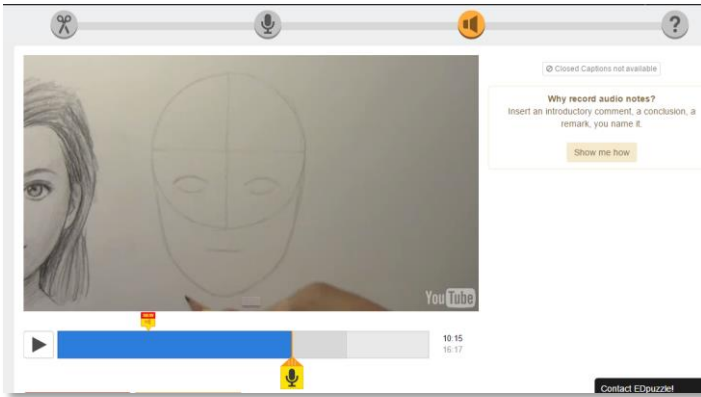 ?
Closed Captions not available
Why record audio notes?
Insert an introductory comment, a conclusion, a
remark, you name it.
Show me how
YouTube
10:15
16:17
Contact EDpuzzle!